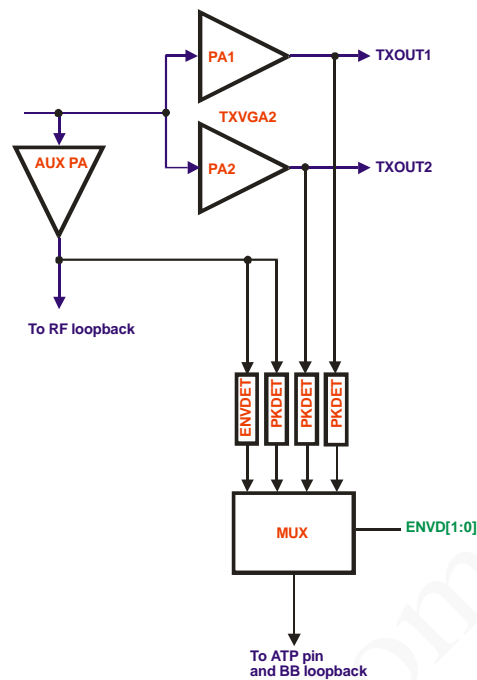 PA1
TXOUT1
TXVGA2
AUX PA
PA2
TXOUT2
To RF loopback
ENVDET
PKDET
PKDET
PKDET
MUX
ENVD[1:0]
To ATP pin
and BB loopback